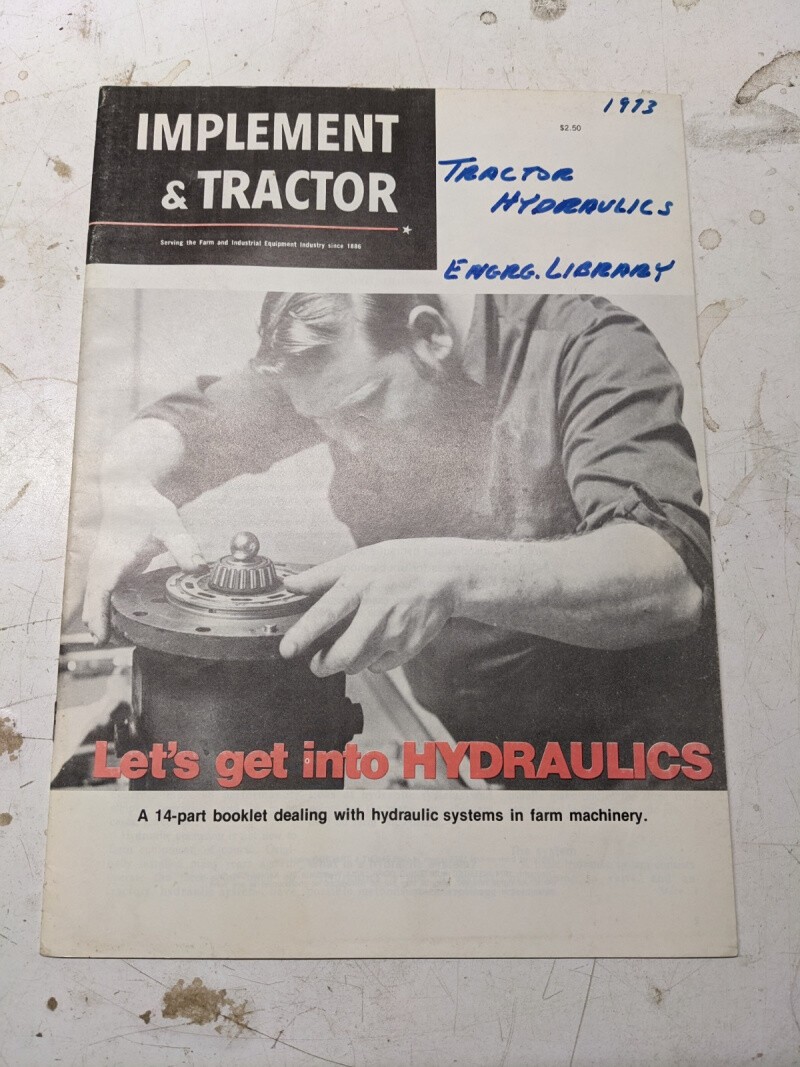 IMPLEMENT
& TRACTOR
Serving the Farm and Industrial Equipment Industry since 1886
1973
$2.50
TRACTOR
HYDRAULICS
ENGRG. LIBRARY
Let's get into HYDRAULICS
A 14-part booklet dealing with hydraulic systems in farm machinery.